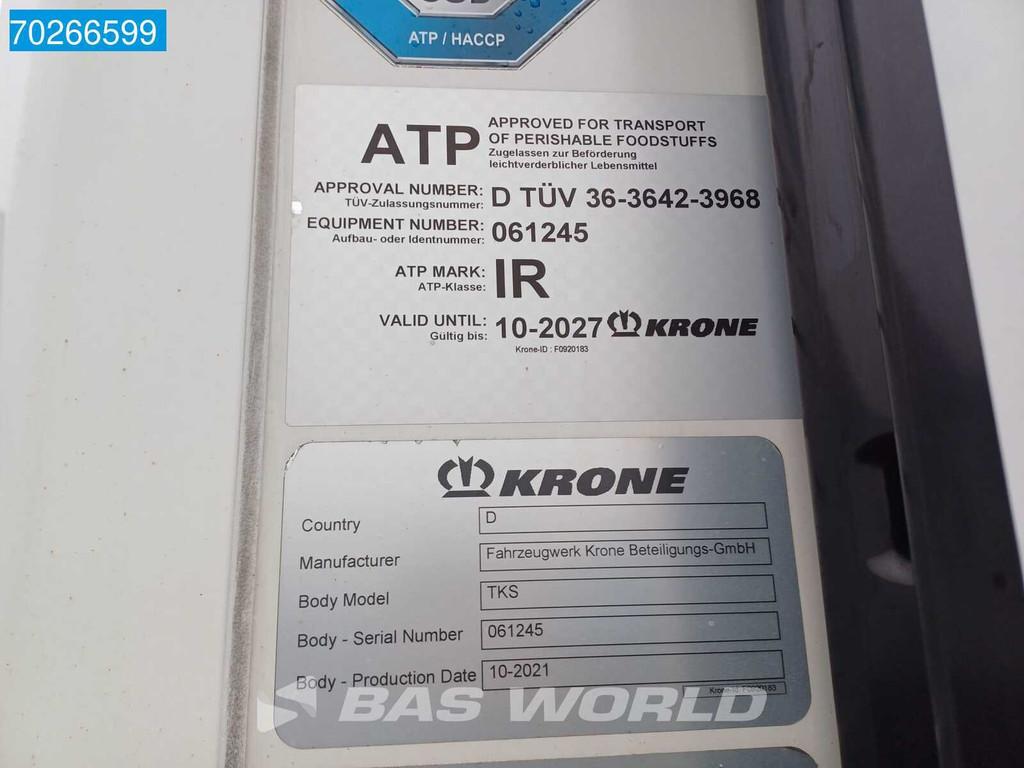 70266599
ATP / HACCP
ATP
APPROVED FOR TRANSPORT
OF PERISHABLE FOODSTUFFS
Zugelassen zur Beförderung
leichtverderblicher Lebensmittel
APPROVAL NUMBER: D TÜV 36-3642-3968
TÜV-Zulassungsnummer:
EQUIPMENT NUMBER: 061245
Aufbau- oder Identnummer:
ATP MARK: IR
ATP-Klasse:
VALID UNTIL: 10-2027 KRONE
Gültig bis:
Krone-ID : F0920183
KRONE
Country D
Manufacturer Fahrzeugwerk Krone Beteiligungs-GmbH
Body Model TKS
Body - Serial Number 061245
Body - Production Date 10-2021
Krone-Id: F0920183
BAS WORLD